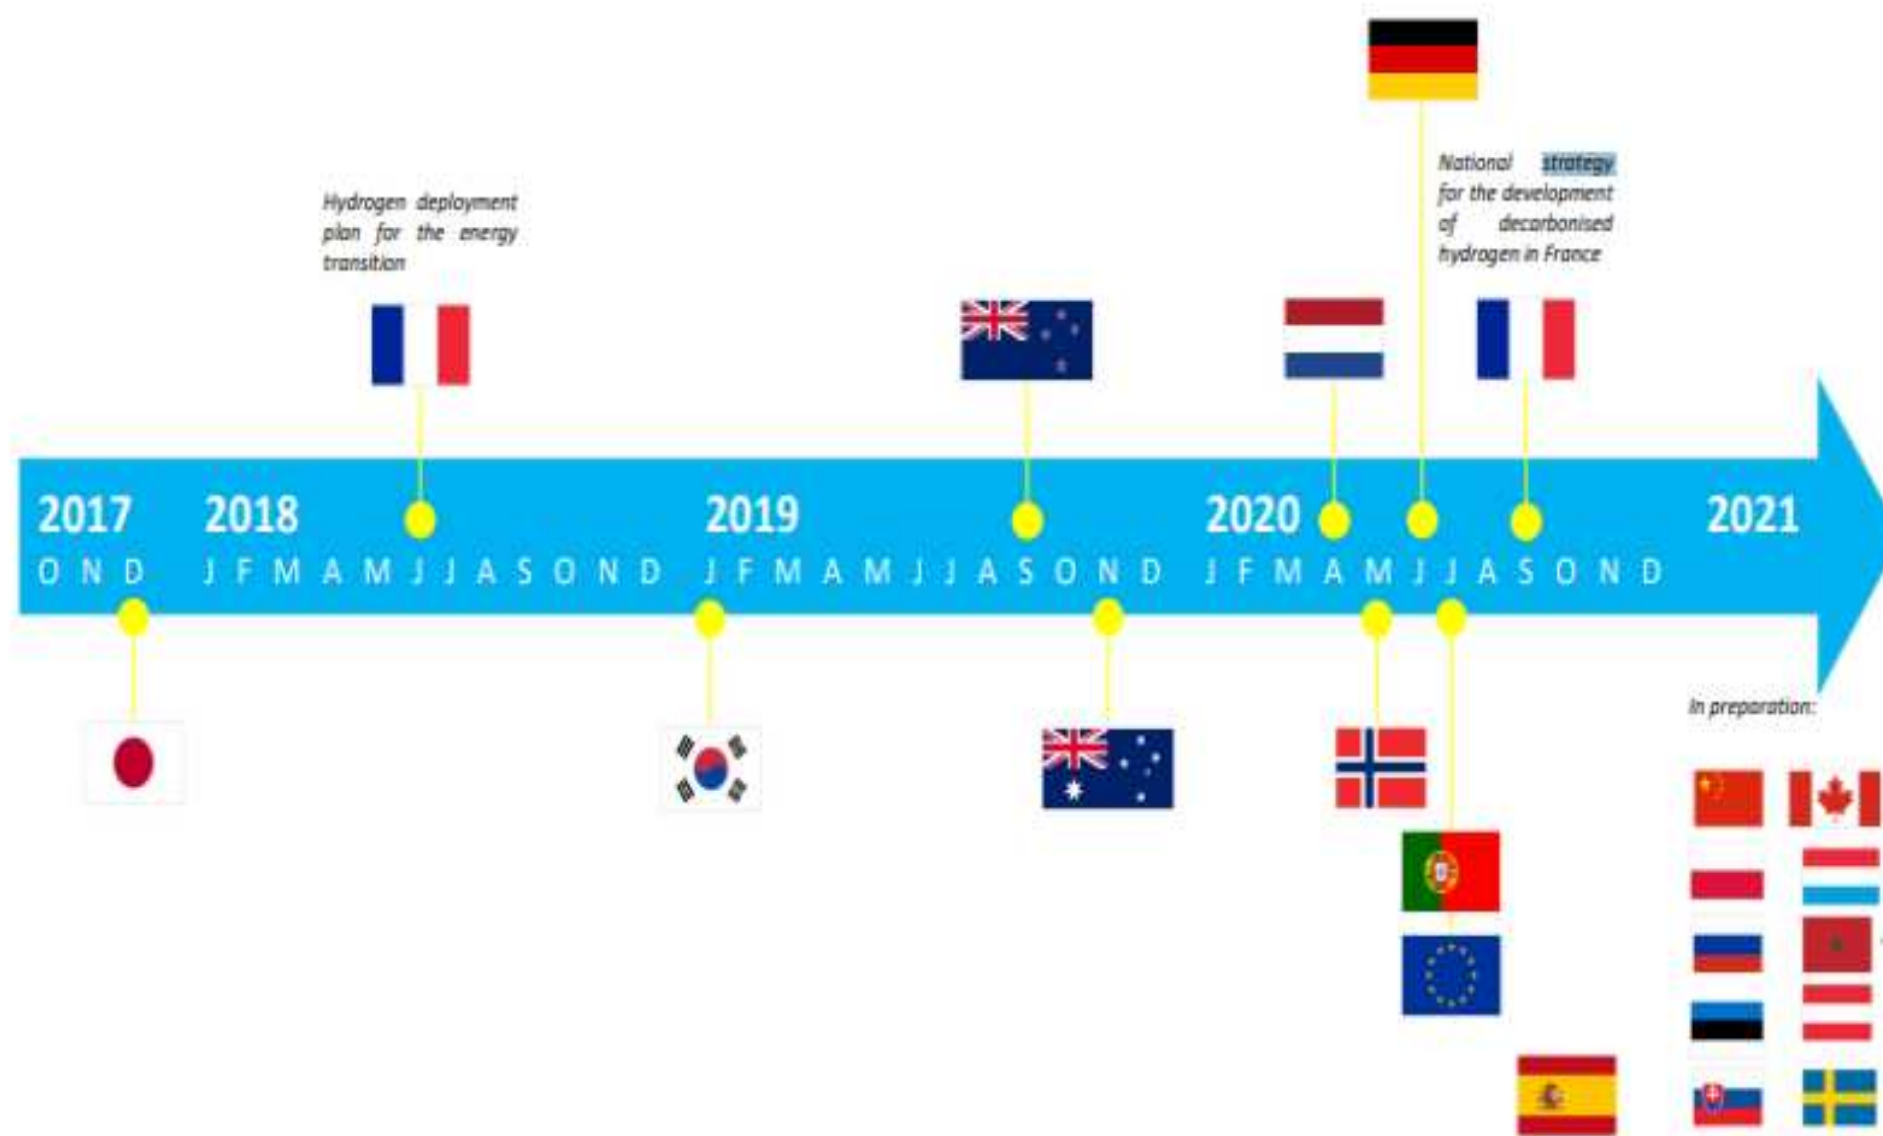 National strategy
for the development
of decarbonised
hydrogen in France
Hydrogen deployment
plan for the energy
transition
2017 2018 2019 2020 2021
O N D J F M A M J J A S O N D J F M A M J J A S O N D J F M A M J J A S O N D
In preparation: